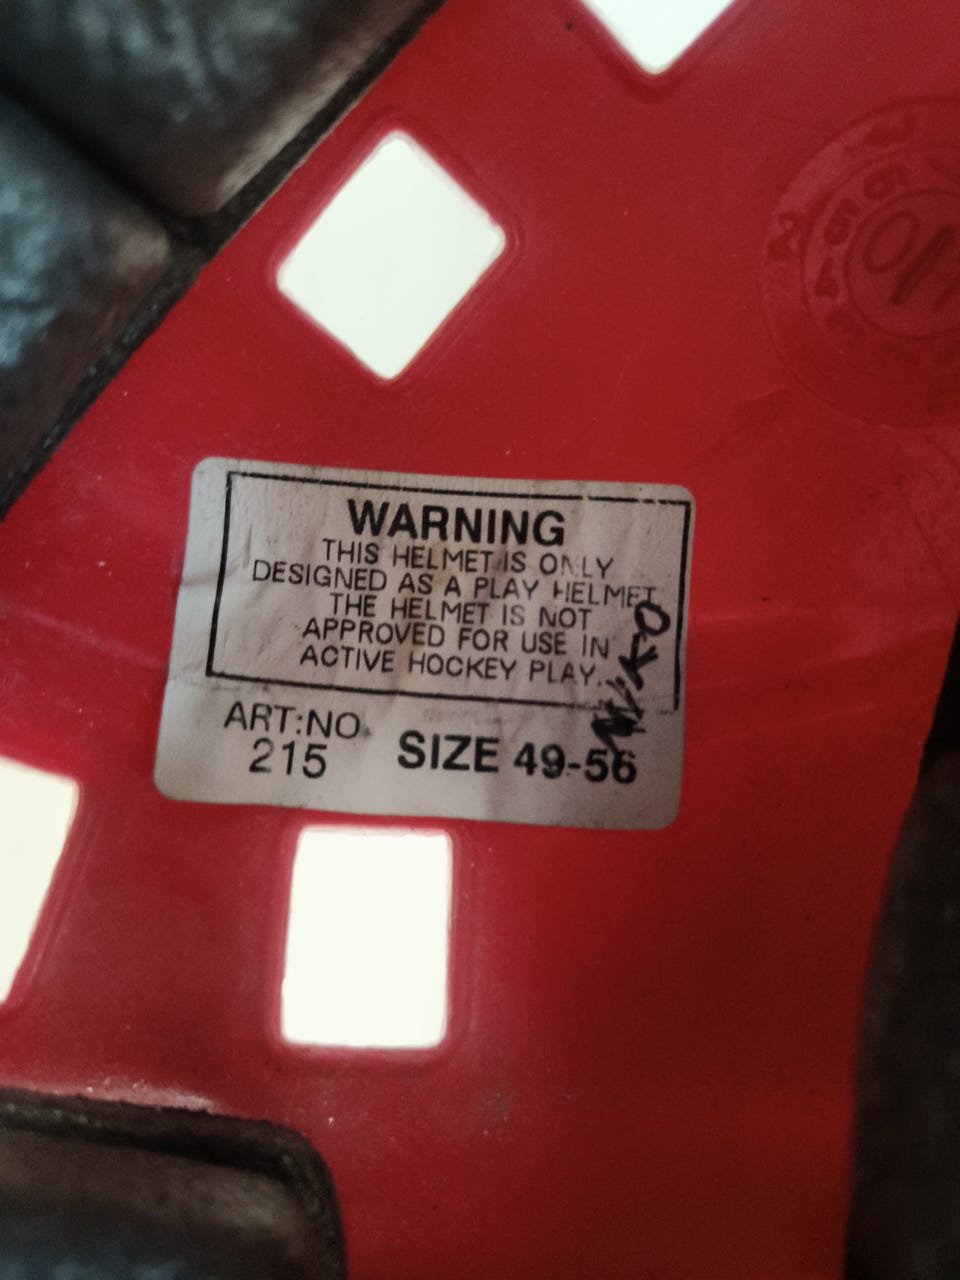 WARNING
THIS HELMET IS ONLY
DESIGNED AS A PLAY HELMET
THE HELMET IS NOT
APPROVED FOR USE IN
ACTIVE HOCKEY PLAY.
NIKO
ART:NO
215
SIZE 49-56